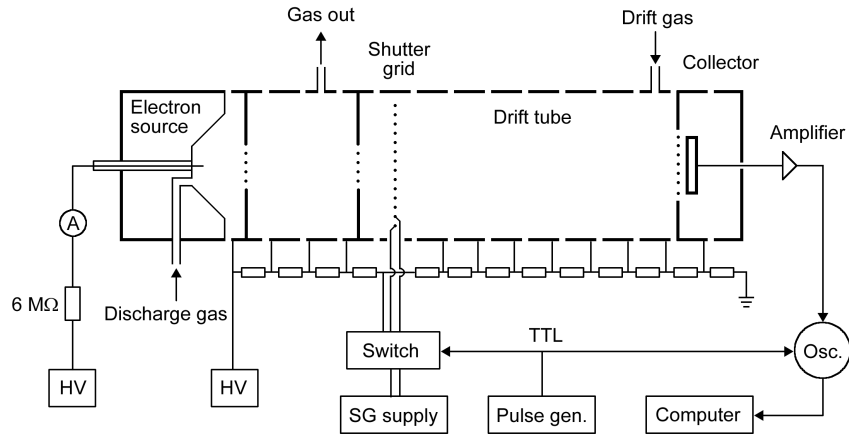 Gas out
Drift gas
Shutter
grid
Collector
Electron
source
Drift tube
Amplifier
A
6 MΩ
Discharge gas
HV
HV
Switch
TTL
Osc.
SG supply
Pulse gen.
Computer